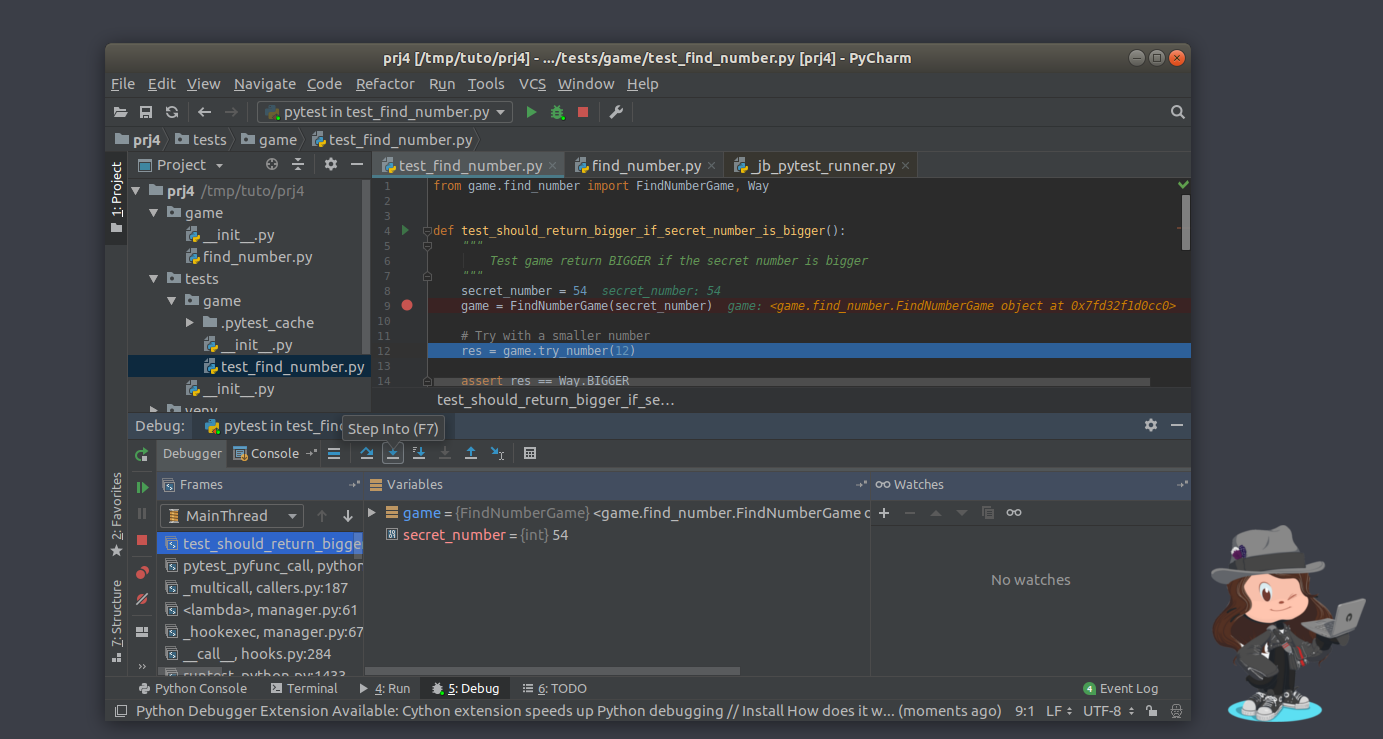 prj4 [/tmp/tuto/prj4] - .../tests/game/test_find_number.py [prj4] - PyCharm
File Edit View Navigate Code Refactor Run Tools VCS Window Help
pytest in test_find_number.py
prj4 tests game test_find_number.py
1: Project
Project
test_find_number.py find_number.py _jb_pytest_runner.py
prj4 /tmp/tuto/prj4
game
__init__.py
find_number.py
tests
game
.pytest_cache
__init__.py
test_find_number.py
__init__.py
venv
1 from game.find_number import FindNumberGame, Way
2
3
4 def test_should_return_bigger_if_secret_number_is_bigger():
5 """
6 Test game return BIGGER if the secret number is bigger
7 """
8 secret_number = 54 secret_number: 54
9 game = FindNumberGame(secret_number) game: <game.find_number.FindNumberGame object at 0x7fd32f1d0cc0>
10
11 # Try with a smaller number
12 res = game.try_number(12)
13
14 assert res == Way.BIGGER
test_should_return_bigger_if_se...
Debug: pytest in test_find
Step Into (F7)
Debugger Console
2: Favorites
7: Structure
Frames Variables Watches
MainThread
test_should_return_bigge
pytest_pyfunc_call, python
_multicall, callers.py:187
<lambda>, manager.py:61
_hookexec, manager.py:67
__call__, hooks.py:284
runtest, python.py:1433
game = {FindNumberGame} <game.find_number.FindNumberGame o
secret_number = {int} 54
No watches
Python Console Terminal 4: Run 5: Debug 6: TODO 4 Event Log
Python Debugger Extension Available: Cython extension speeds up Python debugging // Install How does it w... (moments ago) 9:1 LF UTF-8